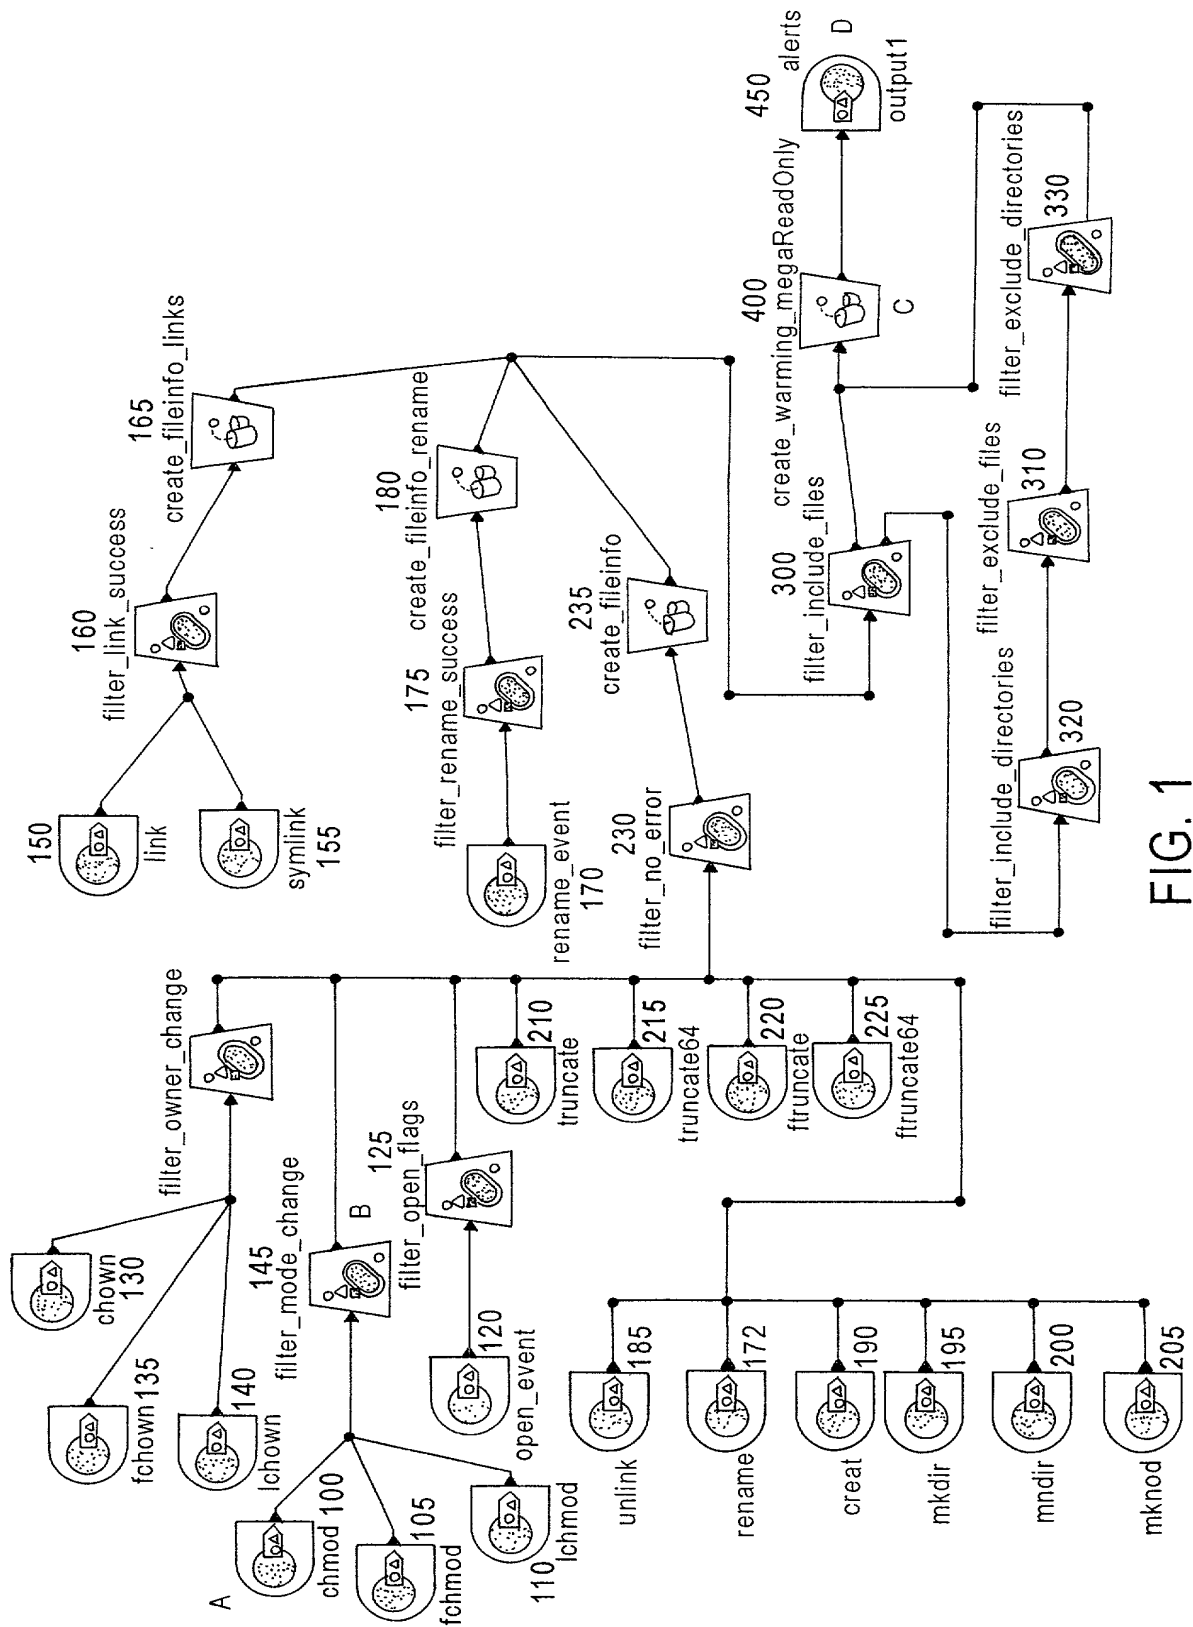 A
chmod 100
fchmod
105
110 lchmod
chown
130
fchown 135
lchown
140
filter_owner_change
145
filter_mode_change
B
open_event
120
125
filter_open_flags
unlink
185
rename
172
creat
190
mkdir
195
mndir
200
mknod
205
truncate
210
truncate64
215
ftruncate
220
ftruncate64
225
150
link
symlink
155
160
filter_link_success
165
create_fileinfo_links
rename_event
170
175
filter_rename_success
180
create_fileinfo_rename
230
filter_no_error
235
create_fileinfo
300
filter_include_files
filter_include_directories
320
filter_exclude_files
310
filter_exclude_directories
330
400
create_warming_megaReadOnly
C
450
alerts
D
output1
FIG. 1